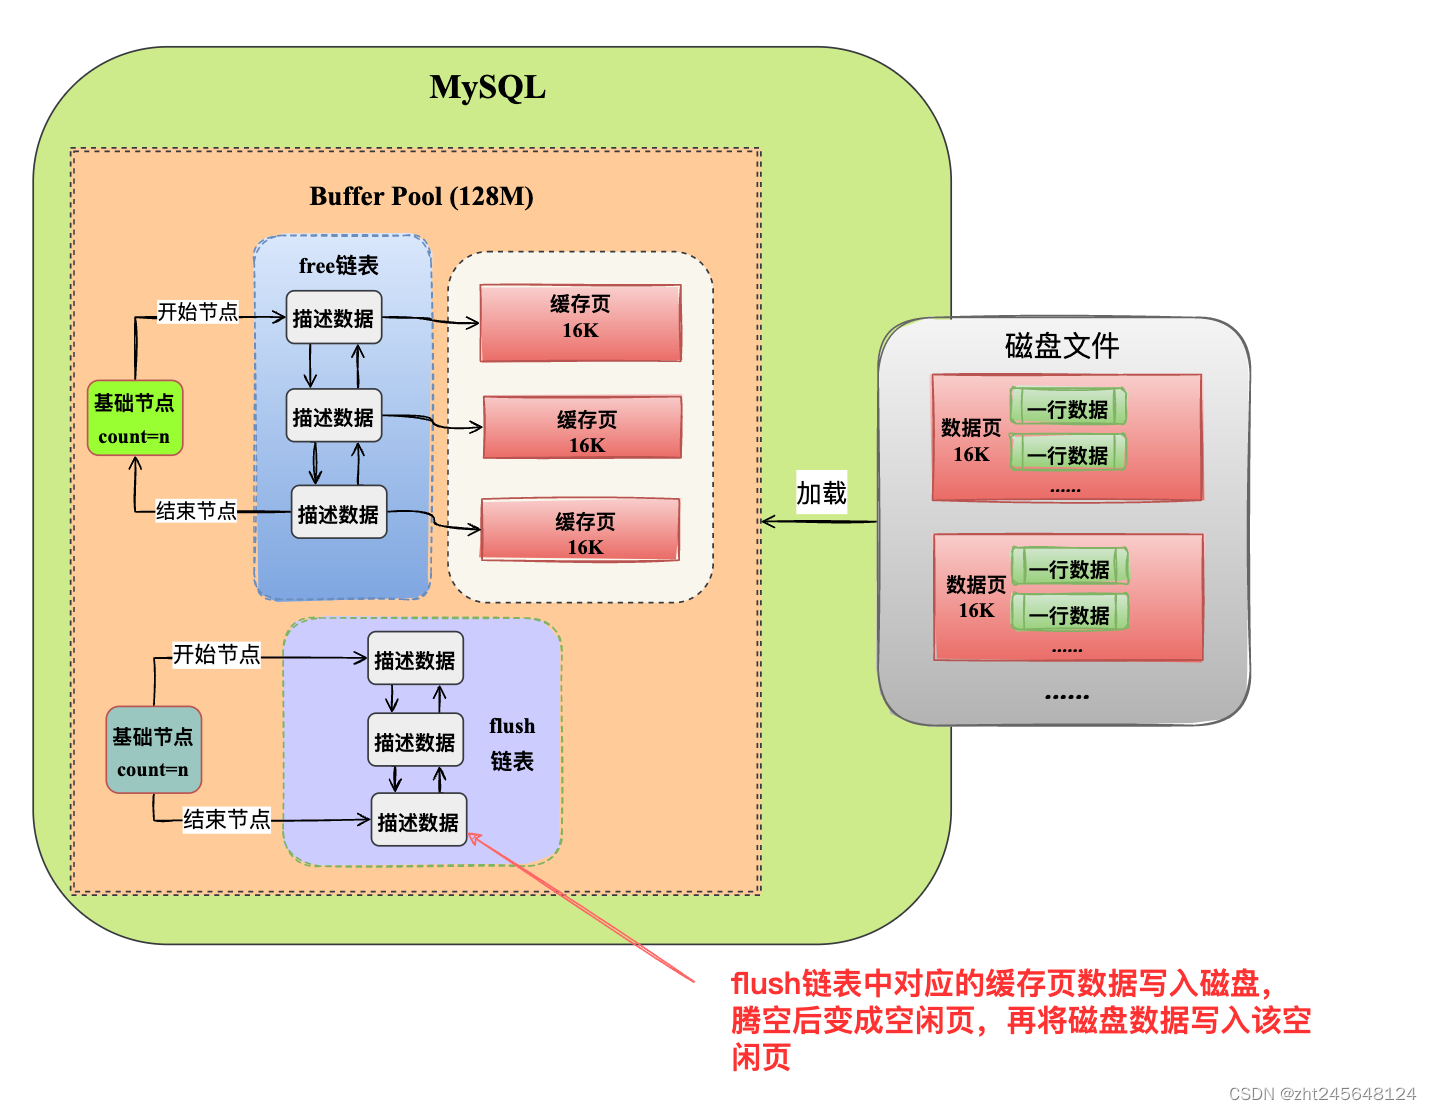 MySQL
Buffer Pool (128M)
free链表
开始节点
描述数据
缓存页
16K
基础节点
count=n
描述数据
缓存页
16K
结束节点
描述数据
缓存页
16K
开始节点
描述数据
基础节点
count=n
描述数据
flush
链表
结束节点
描述数据
加载
磁盘文件
数据页
16K
一行数据
一行数据
......
数据页
16K
一行数据
一行数据
......
......
flush链表中对应的缓存页数据写入磁盘，
腾空后变成空闲页，再将磁盘数据写入该空
闲页
CSDN @zht245648124